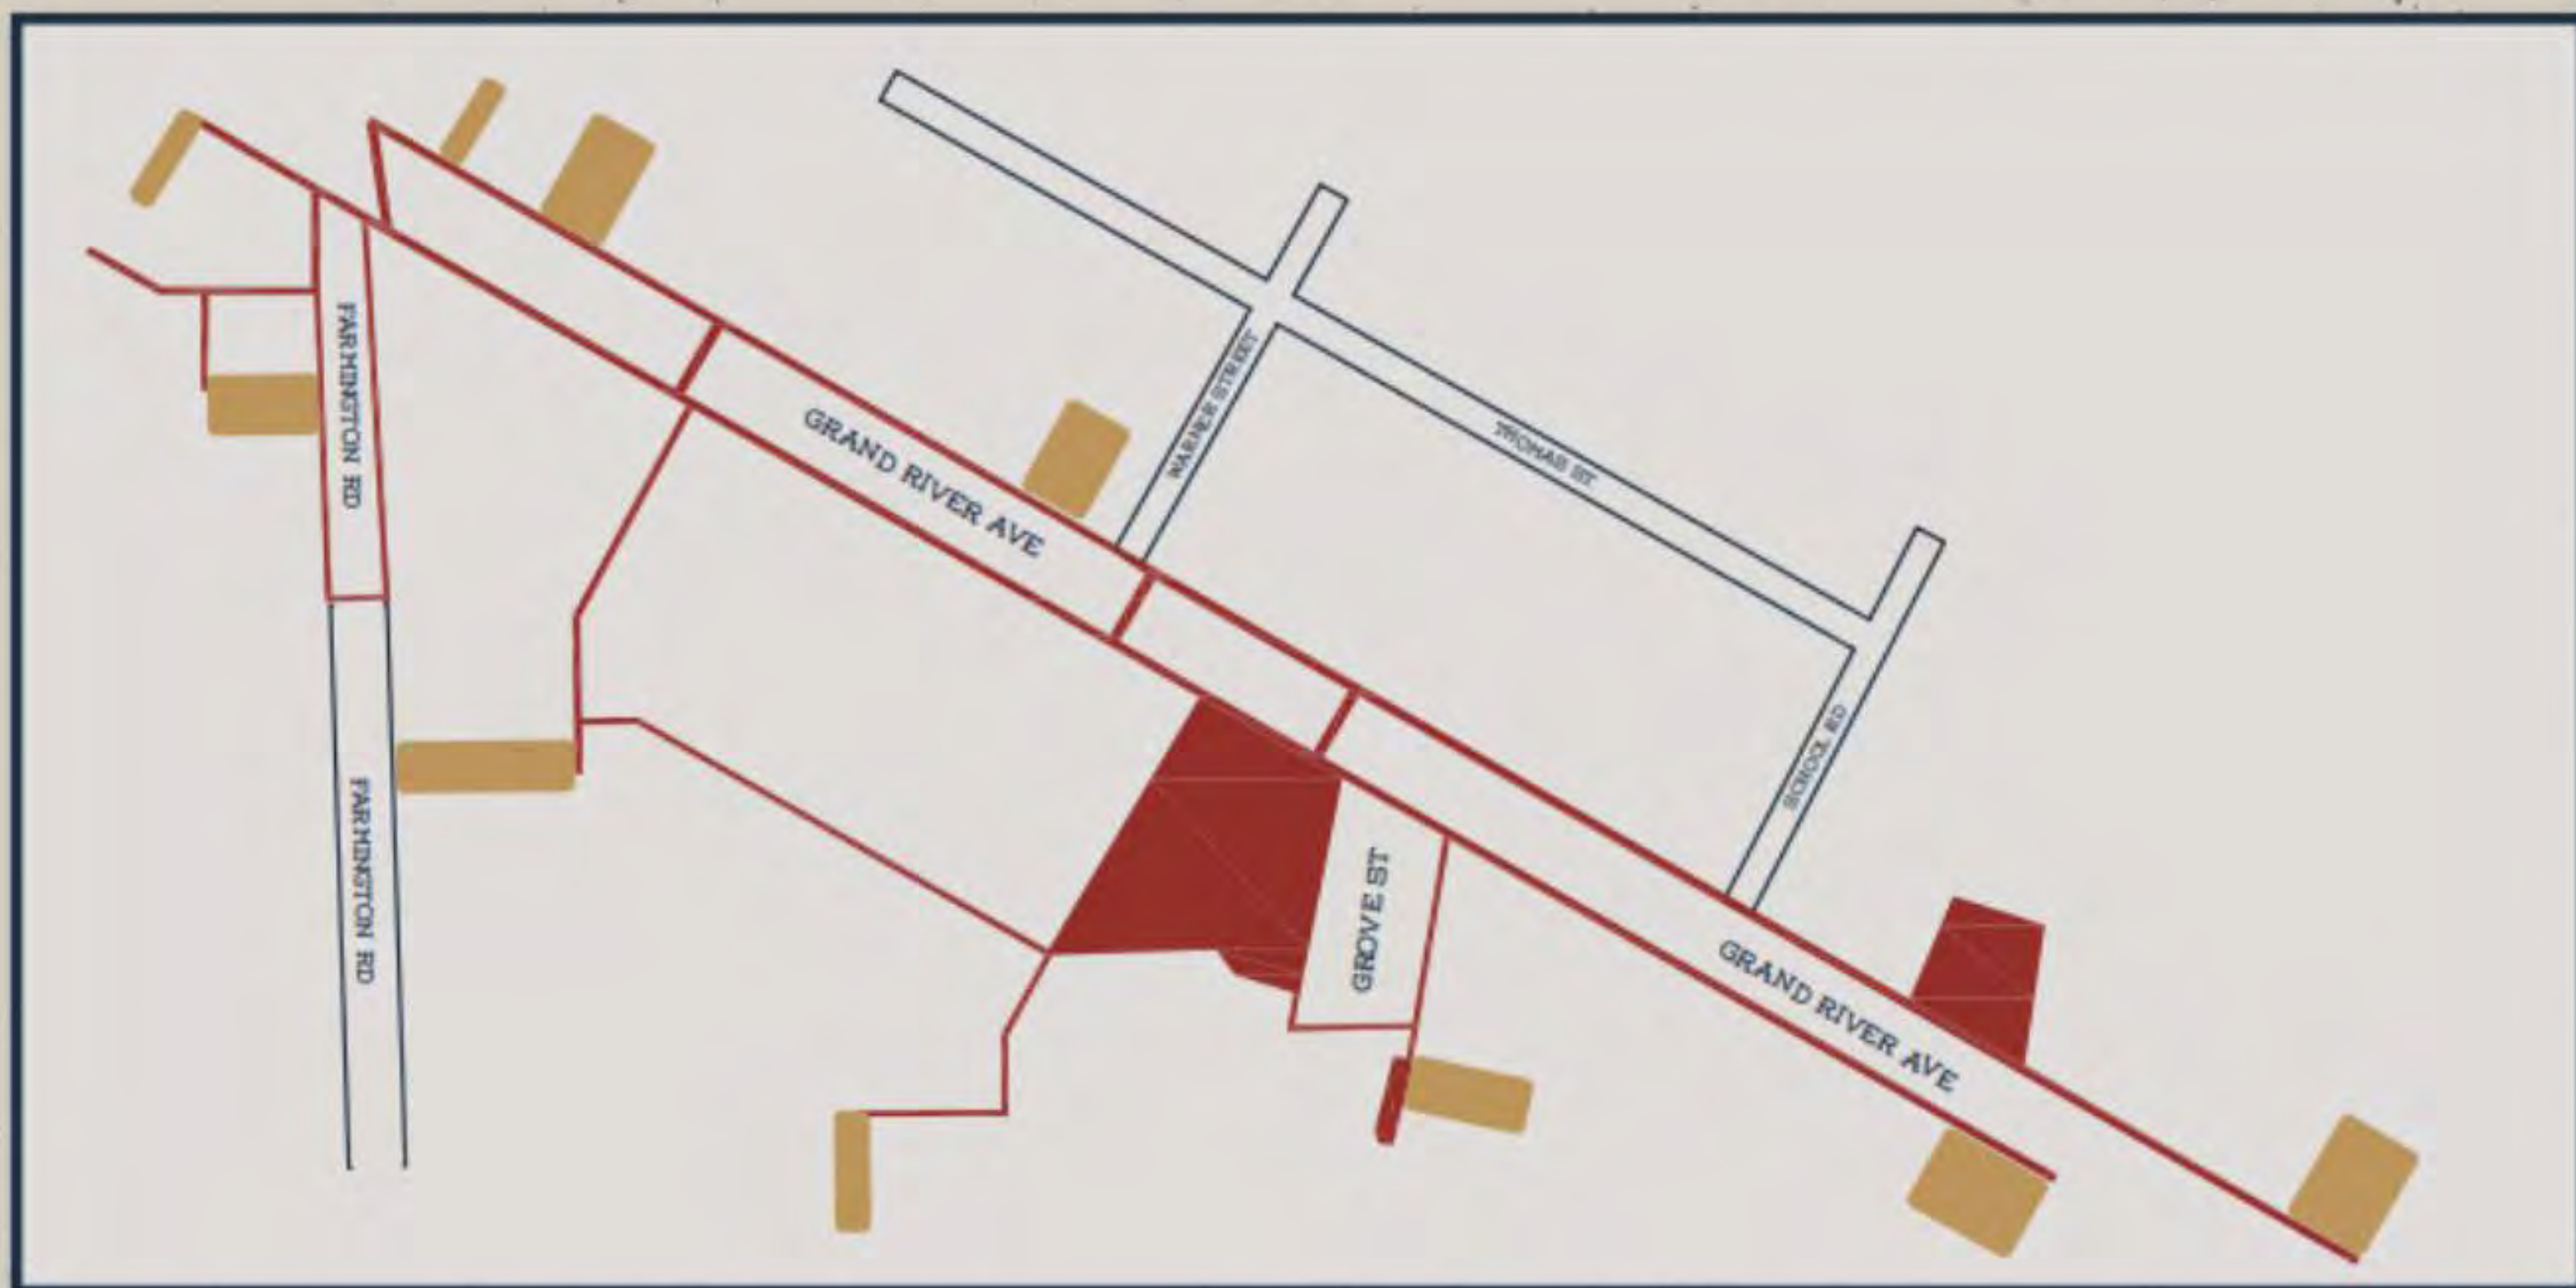 FARMINGTON RD
GRAND RIVER AVE
WARNER STREET
THOMAS ST
SCHOOL RD
FARMINGTON RD
GROVE ST
GRAND RIVER AVE